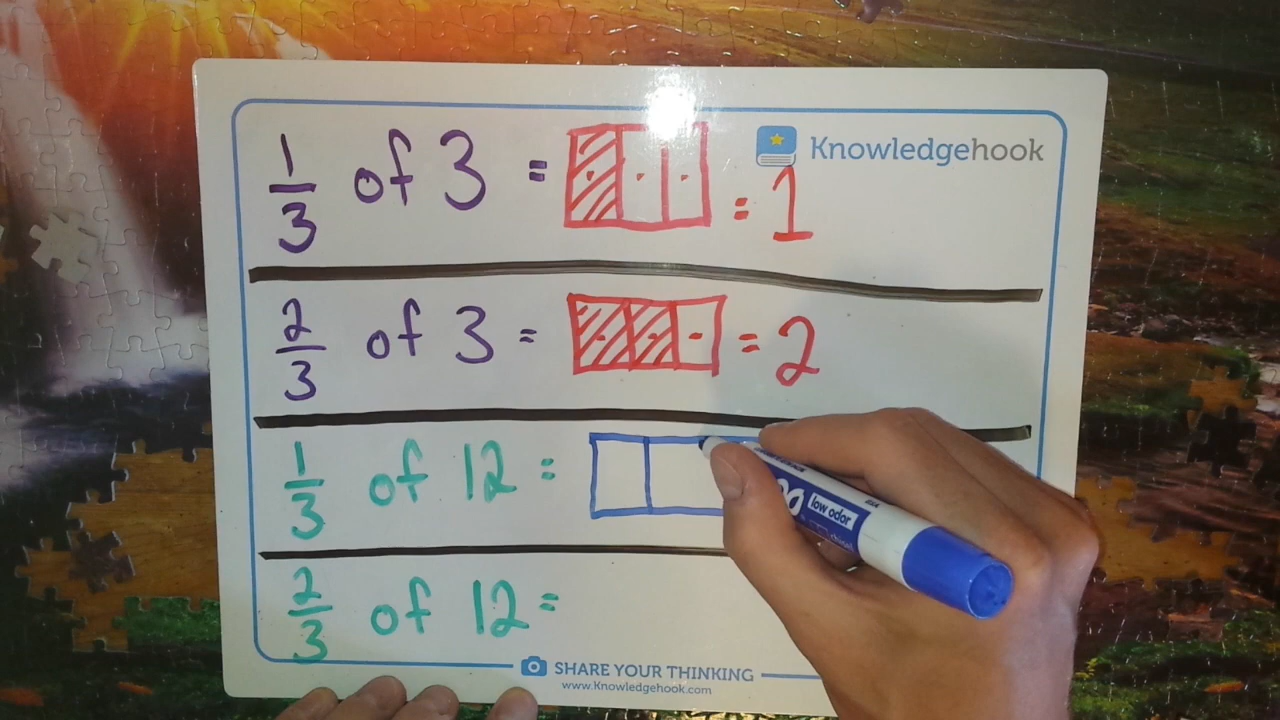 Knowledgehook
1/3 of 3 = = 1
2/3 of 3 = = 2
1/3 of 12 =
2/3 of 12 =
low odor
SHARE YOUR THINKING
www.Knowledgehook.com